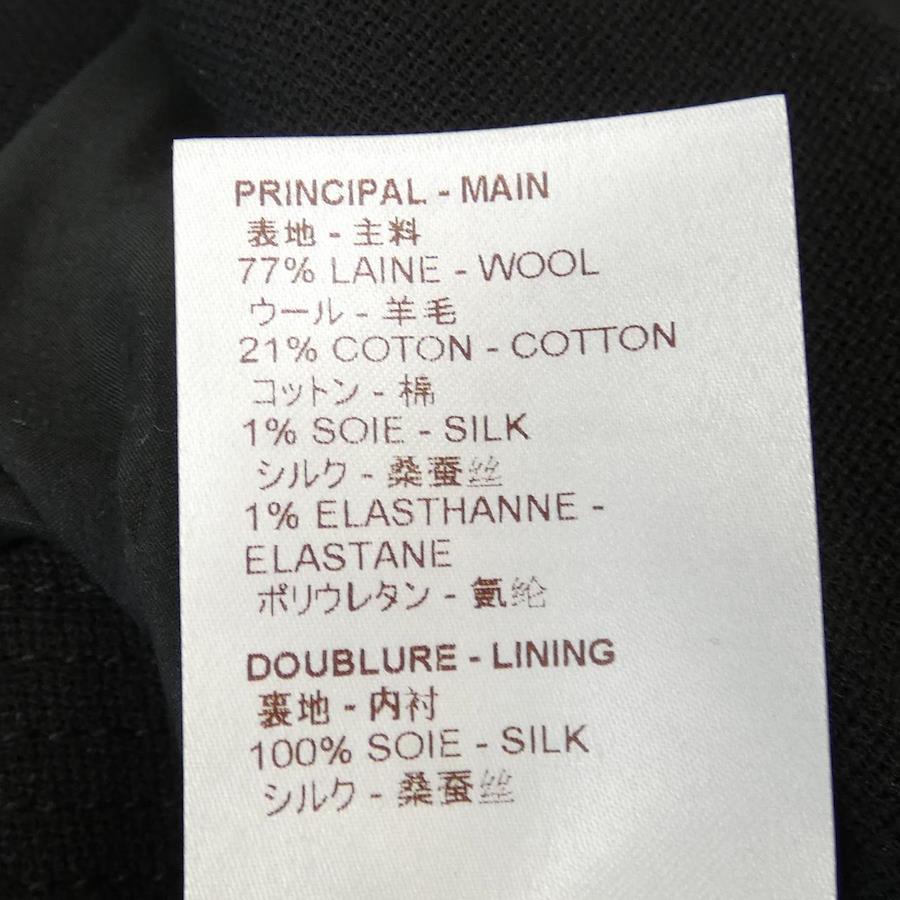 PRINCIPAL - MAIN
表地 - 主料
77% LAINE - WOOL
ウール - 羊毛
21% COTON - COTTON
コットン - 棉
1% SOIE - SILK
シルク - 桑蚕丝
1% ELASTHANNE -
ELASTANE
ポリウレタン - 氨纶
DOUBLURE - LINING
裏地 - 内衬
100% SOIE - SILK
シルク - 桑蚕丝